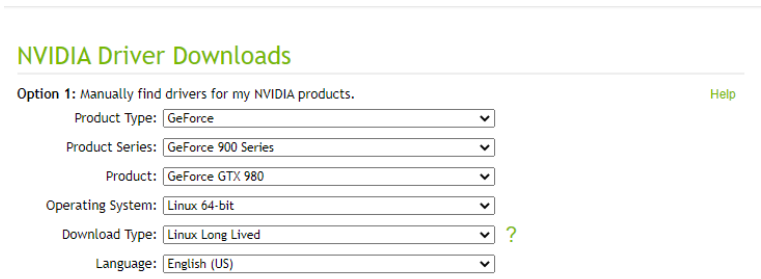 NVIDIA Driver Downloads
Option 1: Manually find drivers for my NVIDIA products. Help
Product Type: GeForce
Product Series: GeForce 900 Series
Product: GeForce GTX 980
Operating System: Linux 64-bit
Download Type: Linux Long Lived ?
Language: English (US)